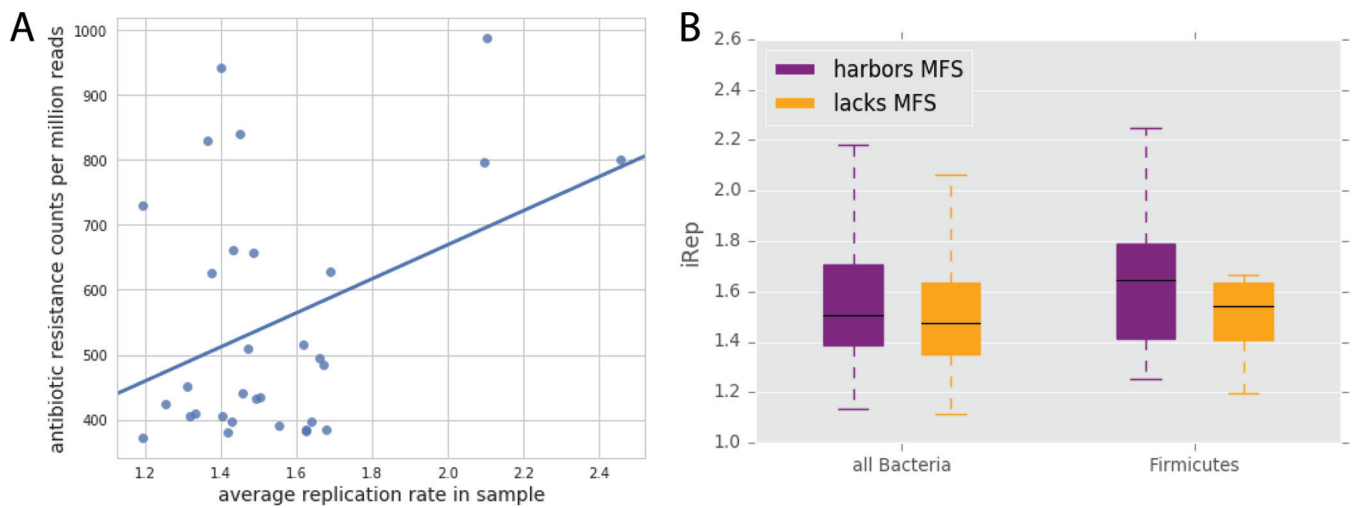 A
antibiotic resistance counts per million reads
1000
900
800
700
600
500
400
1.2
1.4
1.6
1.8
2.0
2.2
2.4
average replication rate in sample
B
iRep
2.6
2.4
2.2
2.0
1.8
1.6
1.4
1.2
1.0
harbors MFS
lacks MFS
all Bacteria
Firmicutes